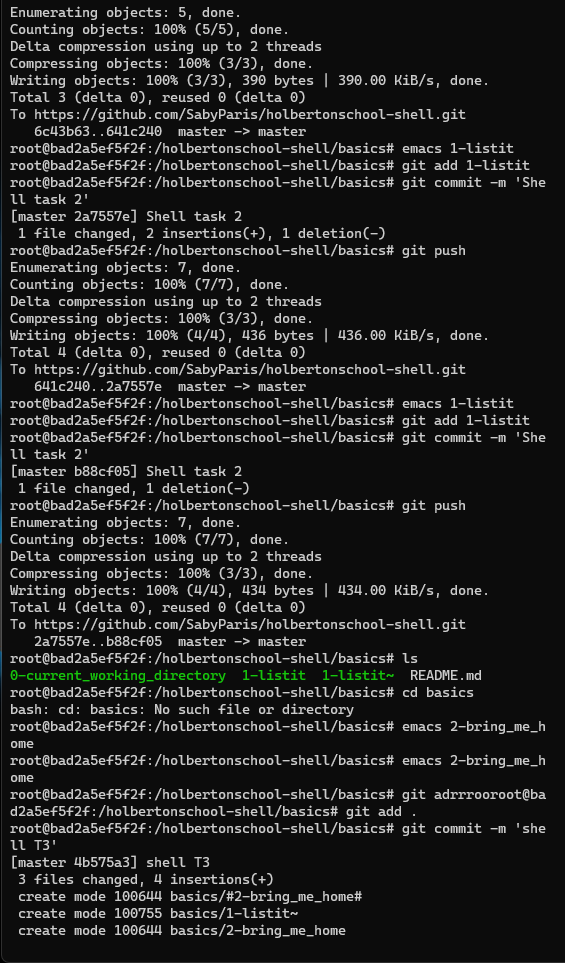 Enumerating objects: 5, done.
Counting objects: 100% (5/5), done.
Delta compression using up to 2 threads
Compressing objects: 100% (3/3), done.
Writing objects: 100% (3/3), 390 bytes | 390.00 KiB/s, done.
Total 3 (delta 0), reused 0 (delta 0)
To https://github.com/SabyParis/holbertonschool-shell.git
   6c43b63..641c240  master -> master
root@bad2a5ef5f2f:/holbertonschool-shell/basics# emacs 1-listit
root@bad2a5ef5f2f:/holbertonschool-shell/basics# git add 1-listit
root@bad2a5ef5f2f:/holbertonschool-shell/basics# git commit -m 'She
ll task 2'
[master 2a7557e] Shell task 2
 1 file changed, 2 insertions(+), 1 deletion(-)
root@bad2a5ef5f2f:/holbertonschool-shell/basics# git push
Enumerating objects: 7, done.
Counting objects: 100% (7/7), done.
Delta compression using up to 2 threads
Compressing objects: 100% (3/3), done.
Writing objects: 100% (4/4), 436 bytes | 436.00 KiB/s, done.
Total 4 (delta 0), reused 0 (delta 0)
To https://github.com/SabyParis/holbertonschool-shell.git
   641c240..2a7557e  master -> master
root@bad2a5ef5f2f:/holbertonschool-shell/basics# emacs 1-listit
root@bad2a5ef5f2f:/holbertonschool-shell/basics# git add 1-listit
root@bad2a5ef5f2f:/holbertonschool-shell/basics# git commit -m 'She
ll task 2'
[master b88cf05] Shell task 2
 1 file changed, 1 deletion(-)
root@bad2a5ef5f2f:/holbertonschool-shell/basics# git push
Enumerating objects: 7, done.
Counting objects: 100% (7/7), done.
Delta compression using up to 2 threads
Compressing objects: 100% (3/3), done.
Writing objects: 100% (4/4), 434 bytes | 434.00 KiB/s, done.
Total 4 (delta 0), reused 0 (delta 0)
To https://github.com/SabyParis/holbertonschool-shell.git
   2a7557e..b88cf05  master -> master
root@bad2a5ef5f2f:/holbertonschool-shell/basics# ls
0-current_working_directory  1-listit  1-listit~  README.md
root@bad2a5ef5f2f:/holbertonschool-shell/basics# cd basics
bash: cd: basics: No such file or directory
root@bad2a5ef5f2f:/holbertonschool-shell/basics# emacs 2-bring_me_h
ome
root@bad2a5ef5f2f:/holbertonschool-shell/basics# emacs 2-bring_me_h
ome
root@bad2a5ef5f2f:/holbertonschool-shell/basics# git adrrrooroot@ba
d2a5ef5f2f:/holbertonschool-shell/basics# git add .
root@bad2a5ef5f2f:/holbertonschool-shell/basics# git commit -m 'she
ll T3'
[master 4b575a3] shell T3
 3 files changed, 4 insertions(+)
 create mode 100644 basics/#2-bring_me_home#
 create mode 100755 basics/1-listit~
 create mode 100644 basics/2-bring_me_home